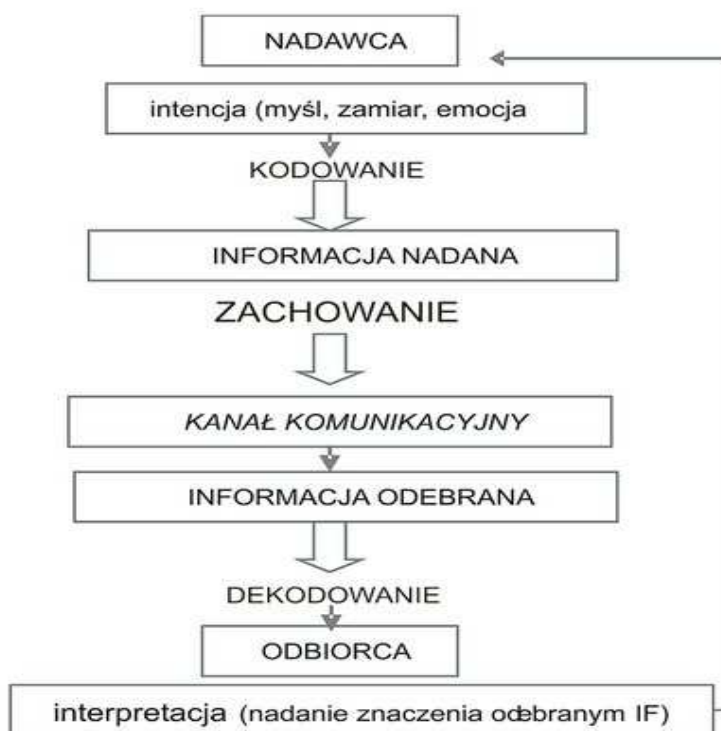 NADAWCA
intencja (myśl, zamiar, emocja
KODOWANIE
INFORMACJA NADANA
ZACHOWANIE
KANAŁ KOMUNIKACYJNY
INFORMACJA ODEBRANA
DEKODOWANIE
ODBIORCA
interpretacja (nadanie znaczenia odebranym IF)